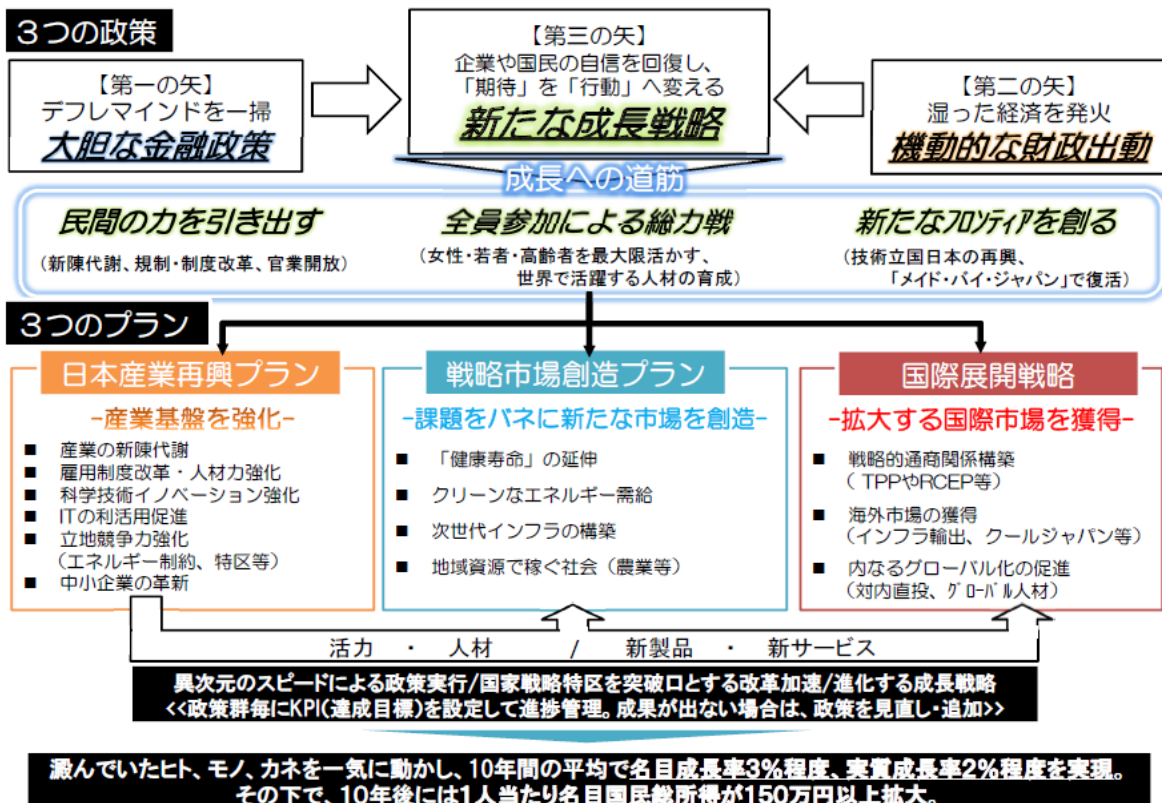 3つの政策
【第一の矢】
デフレマインドを一掃
大胆な金融政策
【第三の矢】
企業や国民の自信を回復し、
「期待」を「行動」へ変える
新たな成長戦略
【第二の矢】
湿った経済を発火
機動的な財政出動
成長への道筋
民間の力を引き出す
(新陳代謝、規制・制度改革、官業開放)
全員参加による総力戦
(女性・若者・高齢者を最大限活かす、
世界で活躍する人材の育成)
新たなフロンティアを創る
(技術立国日本の再興、
「メイド・バイ・ジャパン」で復活)
3つのプラン
日本産業再興プラン
-産業基盤を強化-
■ 産業の新陳代謝
■ 雇用制度改革・人材力強化
■ 科学技術イノベーション強化
■ ITの利活用促進
■ 立地競争力強化
(エネルギー制約、特区等)
■ 中小企業の革新
戦略市場創造プラン
-課題をバネに新たな市場を創造-
■ 「健康寿命」の延伸
■ クリーンなエネルギー需給
■ 次世代インフラの構築
■ 地域資源で稼ぐ社会(農業等)
国際展開戦略
-拡大する国際市場を獲得-
■ 戦略的通商関係構築
( TPPやRCEP等)
■ 海外市場の獲得
(インフラ輸出、クールジャパン等)
■ 内なるグローバル化の促進
(対内直投、グローバル人材)
活力 ・ 人材 / 新製品 ・ 新サービス
異次元のスピードによる政策実行/国家戦略特区を突破口とする改革加速/進化する成長戦略
<<政策群毎にKPI(達成目標)を設定して進捗管理。成果が出ない場合は、政策を見直し・追加>>
澱んでいたヒト、モノ、カネを一気に動かし、10年間の平均で名目成長率3%程度、実質成長率2%程度を実現。
その下で、10年後には1人当たり名目国民総所得が150万円以上拡大。